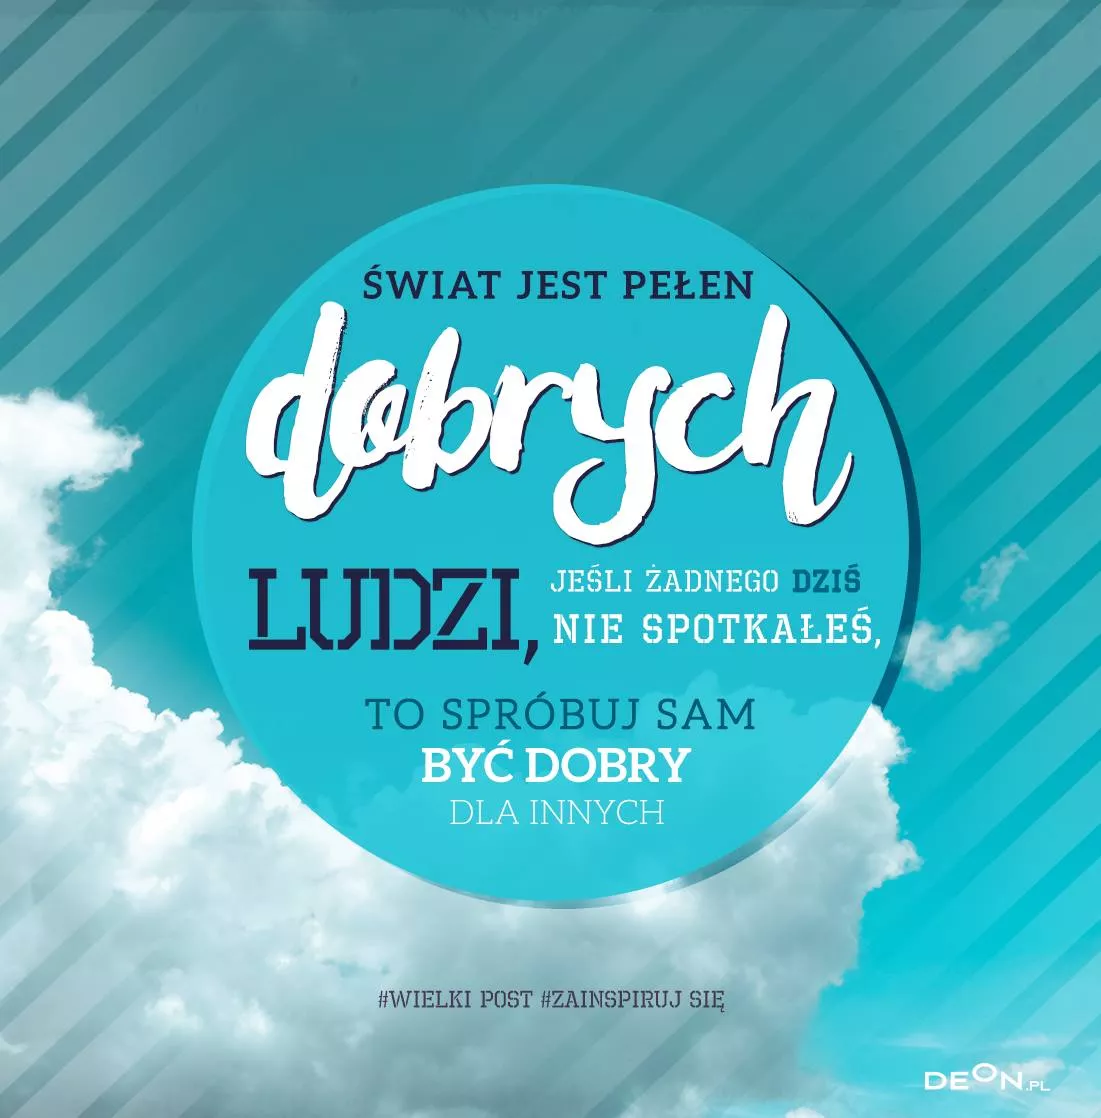 ŚWIAT JEST PEŁEN
dobrych
LUDZI,
JEŚLI ŻADNEGO DZIŚ
NIE SPOTKAŁEŚ,
TO SPRÓBUJ SAM
BYĆ DOBRY
DLA INNYCH
#WIELKI POST #ZAINSPIRUJ SIĘ
DEON.PL